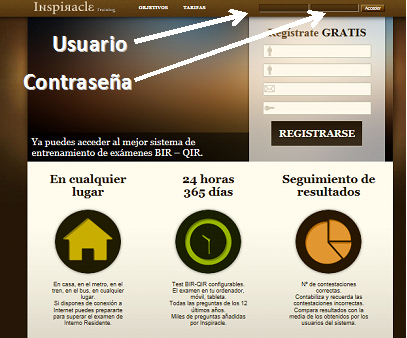 Inspiracle Training
OBJETIVOS
TARIFAS
Acceder
Usuario
Contraseña
Regístrate GRATIS
REGISTRARSE
Ya puedes acceder al mejor sistema de
entrenamiento de exámenes BIR – QIR.
En cualquier
lugar
En casa, en el metro, en el
tren, en el bus, en cualquier
lugar.
Si dispones de conexión a
Internet puedes prepararte
para superar el examen de
Interno Residente.
24 horas
365 días
Test BIR-QIR configurables.
El examen en tu ordenador,
móvil, tableta.
Todas las preguntas de los 12
últimos años.
Miles de preguntas añadidas
por Inspiracle.
Seguimiento de
resultados
Nº de contestaciones
correctas.
Contabiliza y recuerda las
contestaciones incorrectas.
Compara resultados con la
media de los obtenidos por los
usuarios del sistema.